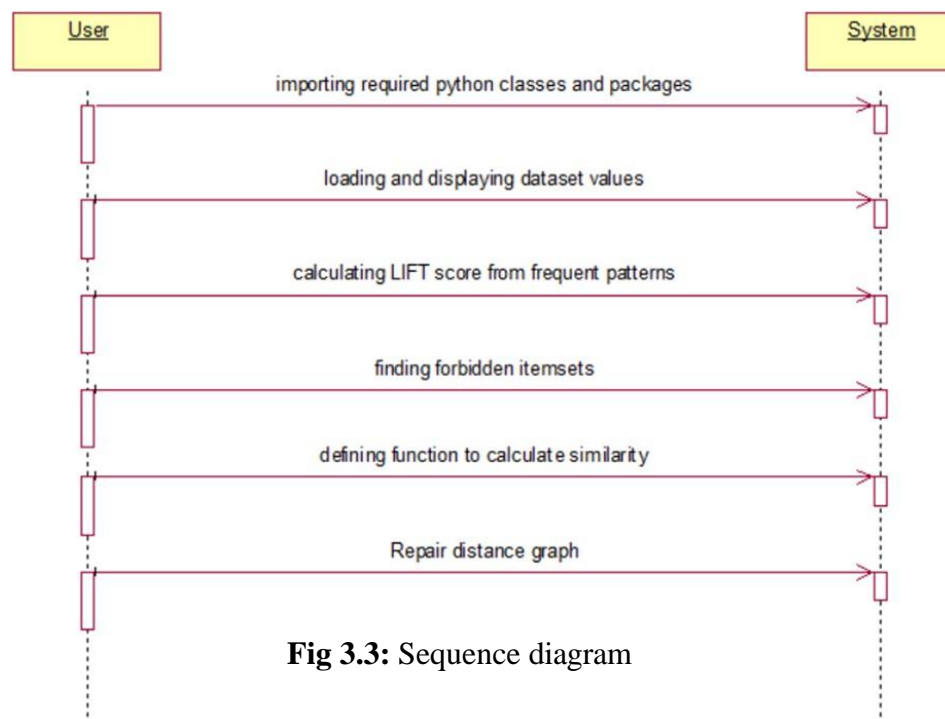 User
System
importing required python classes and packages
loading and displaying dataset values
calculating LIFT score from frequent patterns
finding forbidden itemsets
defining function to calculate similarity
Repair distance graph
Fig 3.3: Sequence diagram